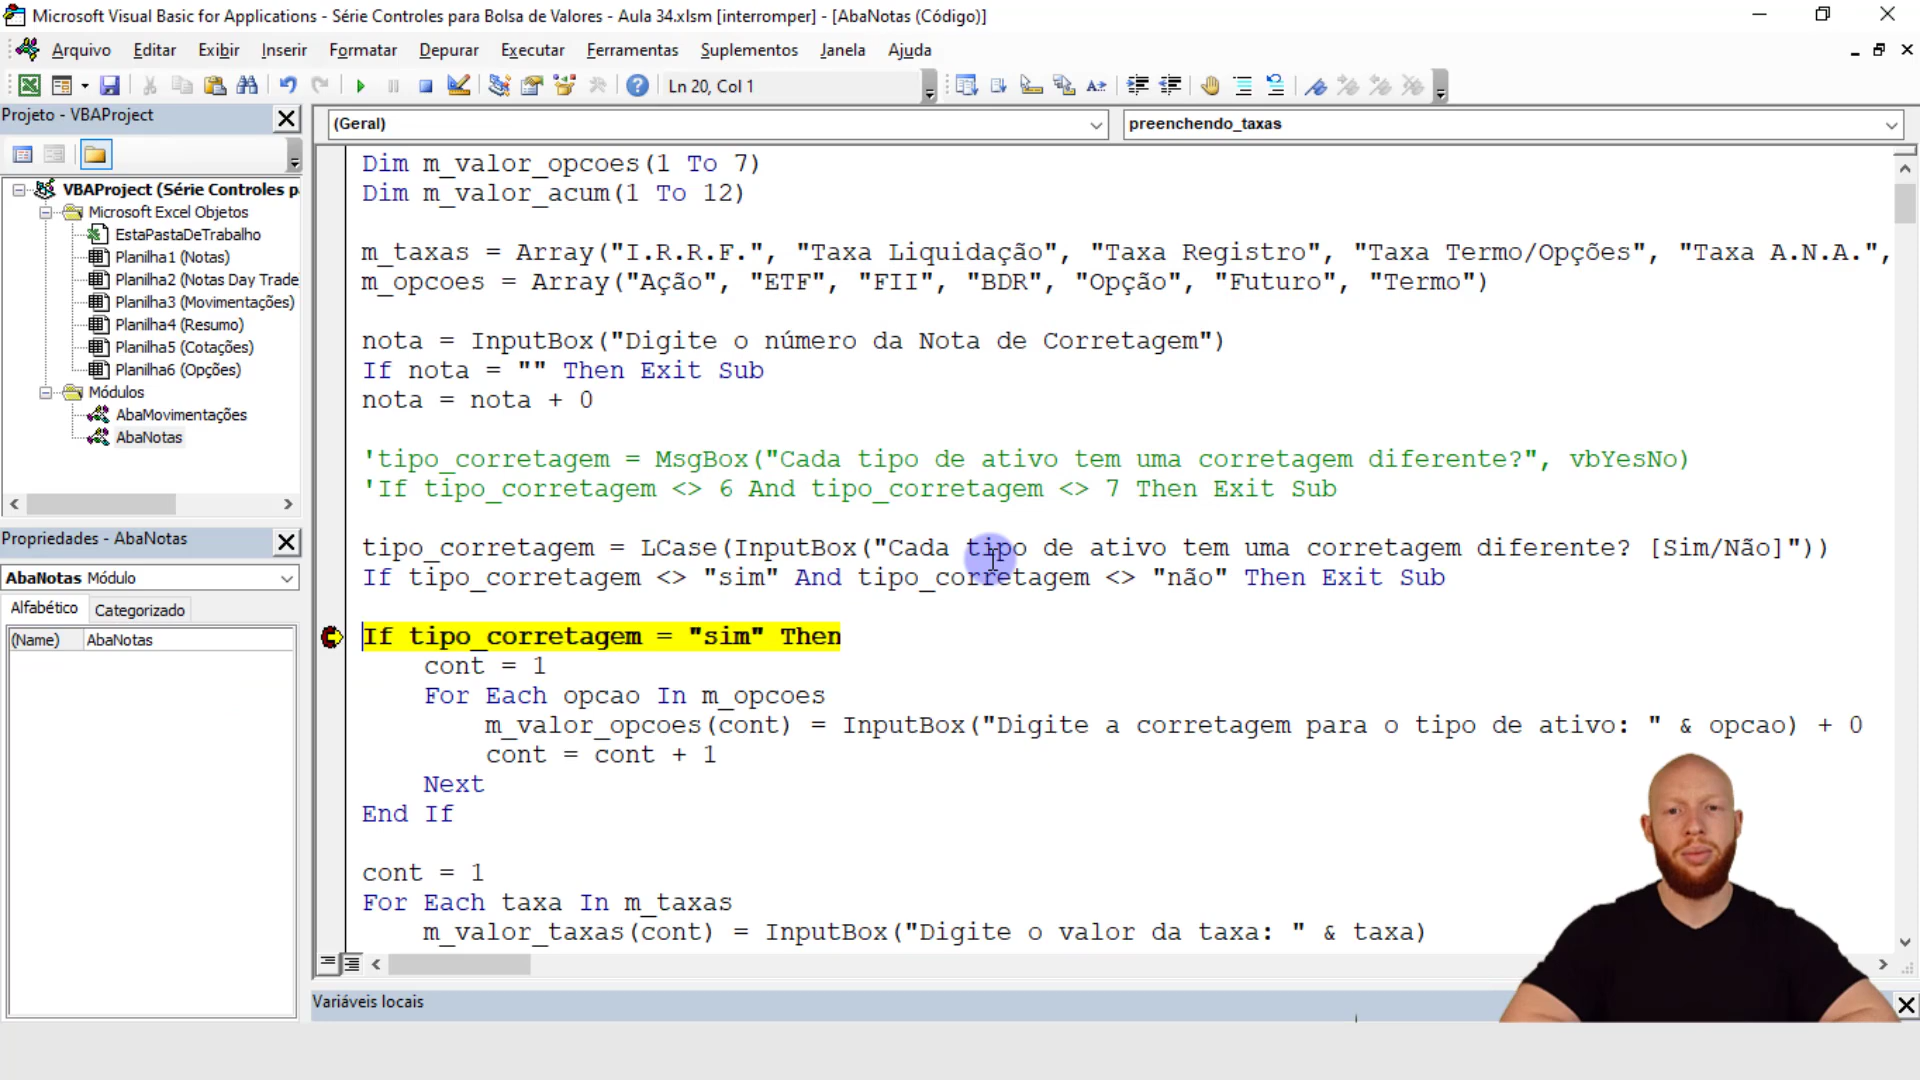 Microsoft Visual Basic for Applications - Série Controles para Bolsa de Valores - Aula 34.xlsm [interromper] - [AbaNotas (Código)]
Arquivo Editar Exibir Inserir Formatar Depurar Executar Ferramentas Suplementos Janela Ajuda
Ln 20, Col 1
Projeto - VBAProject
(Geral)
preenchendo_taxas
VBAProject (Série Controles p
Microsoft Excel Objetos
EstaPastaDeTrabalho
Planilha1 (Notas)
Planilha2 (Notas Day Trade
Planilha3 (Movimentações)
Planilha4 (Resumo)
Planilha5 (Cotações)
Planilha6 (Opções)
Módulos
AbaMovimentações
AbaNotas
Propriedades - AbaNotas
AbaNotas Módulo
Alfabético Categorizado
(Name) AbaNotas
Dim m_valor_opcoes(1 To 7)
Dim m_valor_acum(1 To 12)
m_taxas = Array("I.R.R.F.", "Taxa Liquidação", "Taxa Registro", "Taxa Termo/Opções", "Taxa A.N.A.",
m_opcoes = Array("Ação", "ETF", "FII", "BDR", "Opção", "Futuro", "Termo")
nota = InputBox("Digite o número da Nota de Corretagem")
If nota = "" Then Exit Sub
nota = nota + 0
'tipo_corretagem = MsgBox("Cada tipo de ativo tem uma corretagem diferente?", vbYesNo)
'If tipo_corretagem <> 6 And tipo_corretagem <> 7 Then Exit Sub
tipo_corretagem = LCase(InputBox("Cada tipo de ativo tem uma corretagem diferente? [Sim/Não]"))
If tipo_corretagem <> "sim" And tipo_corretagem <> "não" Then Exit Sub
If tipo_corretagem = "sim" Then
cont = 1
For Each opcao In m_opcoes
m_valor_opcoes(cont) = InputBox("Digite a corretagem para o tipo de ativo: " & opcao) + 0
cont = cont + 1
Next
End If
cont = 1
For Each taxa In m_taxas
m_valor_taxas(cont) = InputBox("Digite o valor da taxa: " & taxa)
Variáveis locais